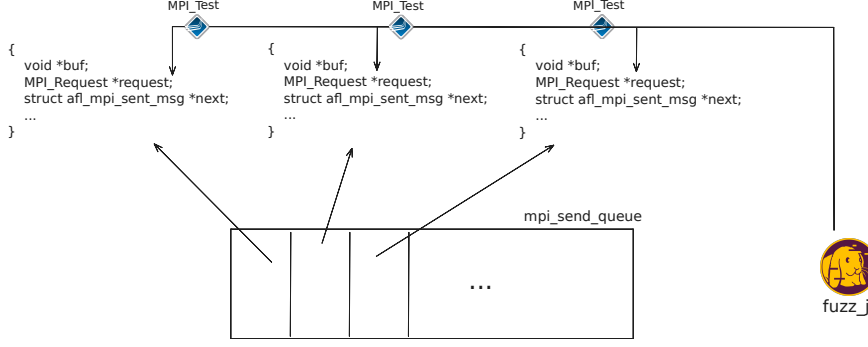 MPI_Test
MPI_Test
MPI_Test
{
void *buf;
MPI_Request *request;
struct afl_mpi_sent_msg *next;
...
}
{
void *buf;
MPI_Request *request;
struct afl_mpi_sent_msg *next;
...
}
{
void *buf;
MPI_Request *request;
struct afl_mpi_sent_msg *next;
...
}
mpi_send_queue
...
fuzz_j